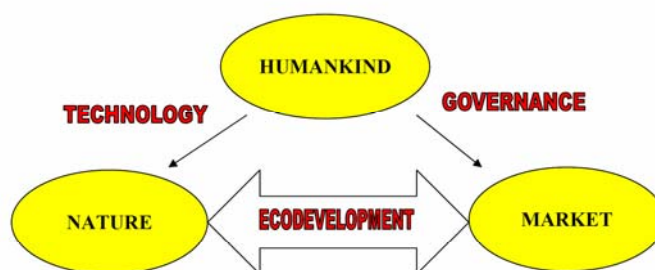 HUMANKIND
TECHNOLOGY
GOVERNANCE
NATURE
ECODEVELOPMENT
MARKET